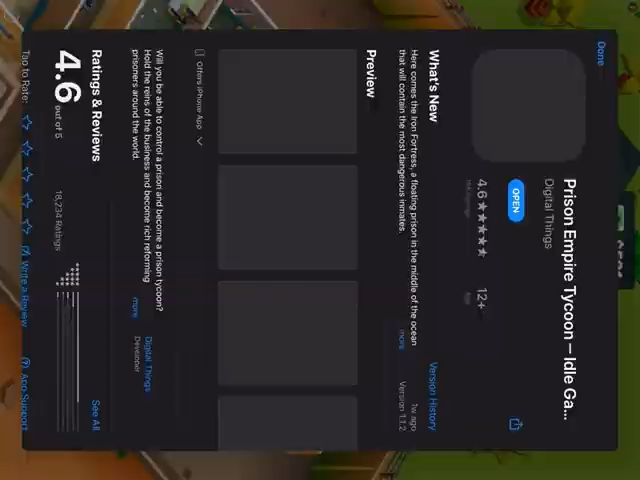 Done
Prison Empire Tycoon – Idle Ga...
Digital Things
OPEN
4.6
12+
What's New
Version History
Here comes the Iron Fortress, a floating prison in the middle of the ocean
that will contain the most dangerous inmates.
more
1w ago
Version 1.1.2
Preview
Offers iPhone App
Will you be able to control a prison and become a prison tycoon?
Hold the reins of the business and become rich reforming
prisoners around the world.
more
Digital Things
Developer
Ratings & Reviews
See All
4.6 out of 5
18,234 Ratings
Tap to Rate:
Write a Review
App Support